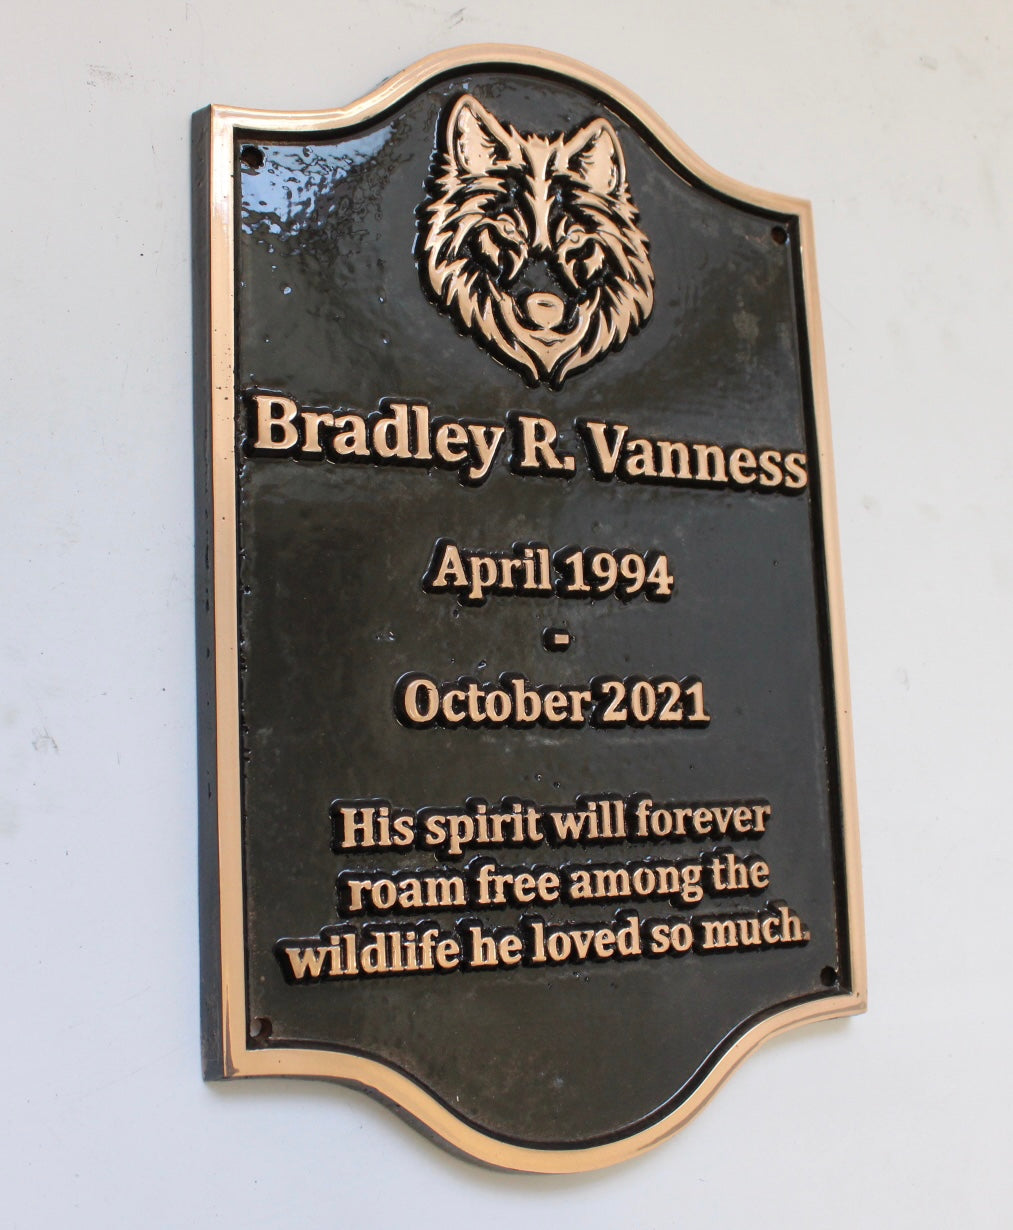 Bradley R. Vanness
April 1994
-
October 2021
His spirit will forever
roam free among the
wildlife he loved so much.